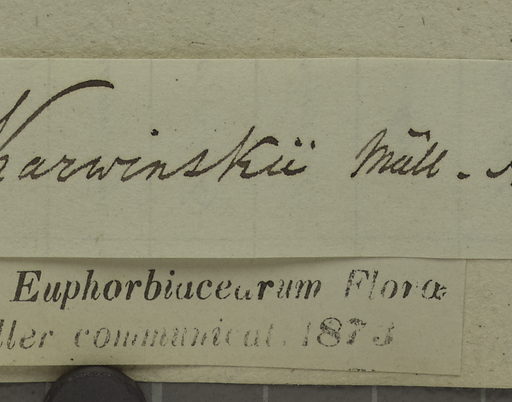 Karwinskii Müll.
Euphorbiacearum Floræ
ller communicat. 1873